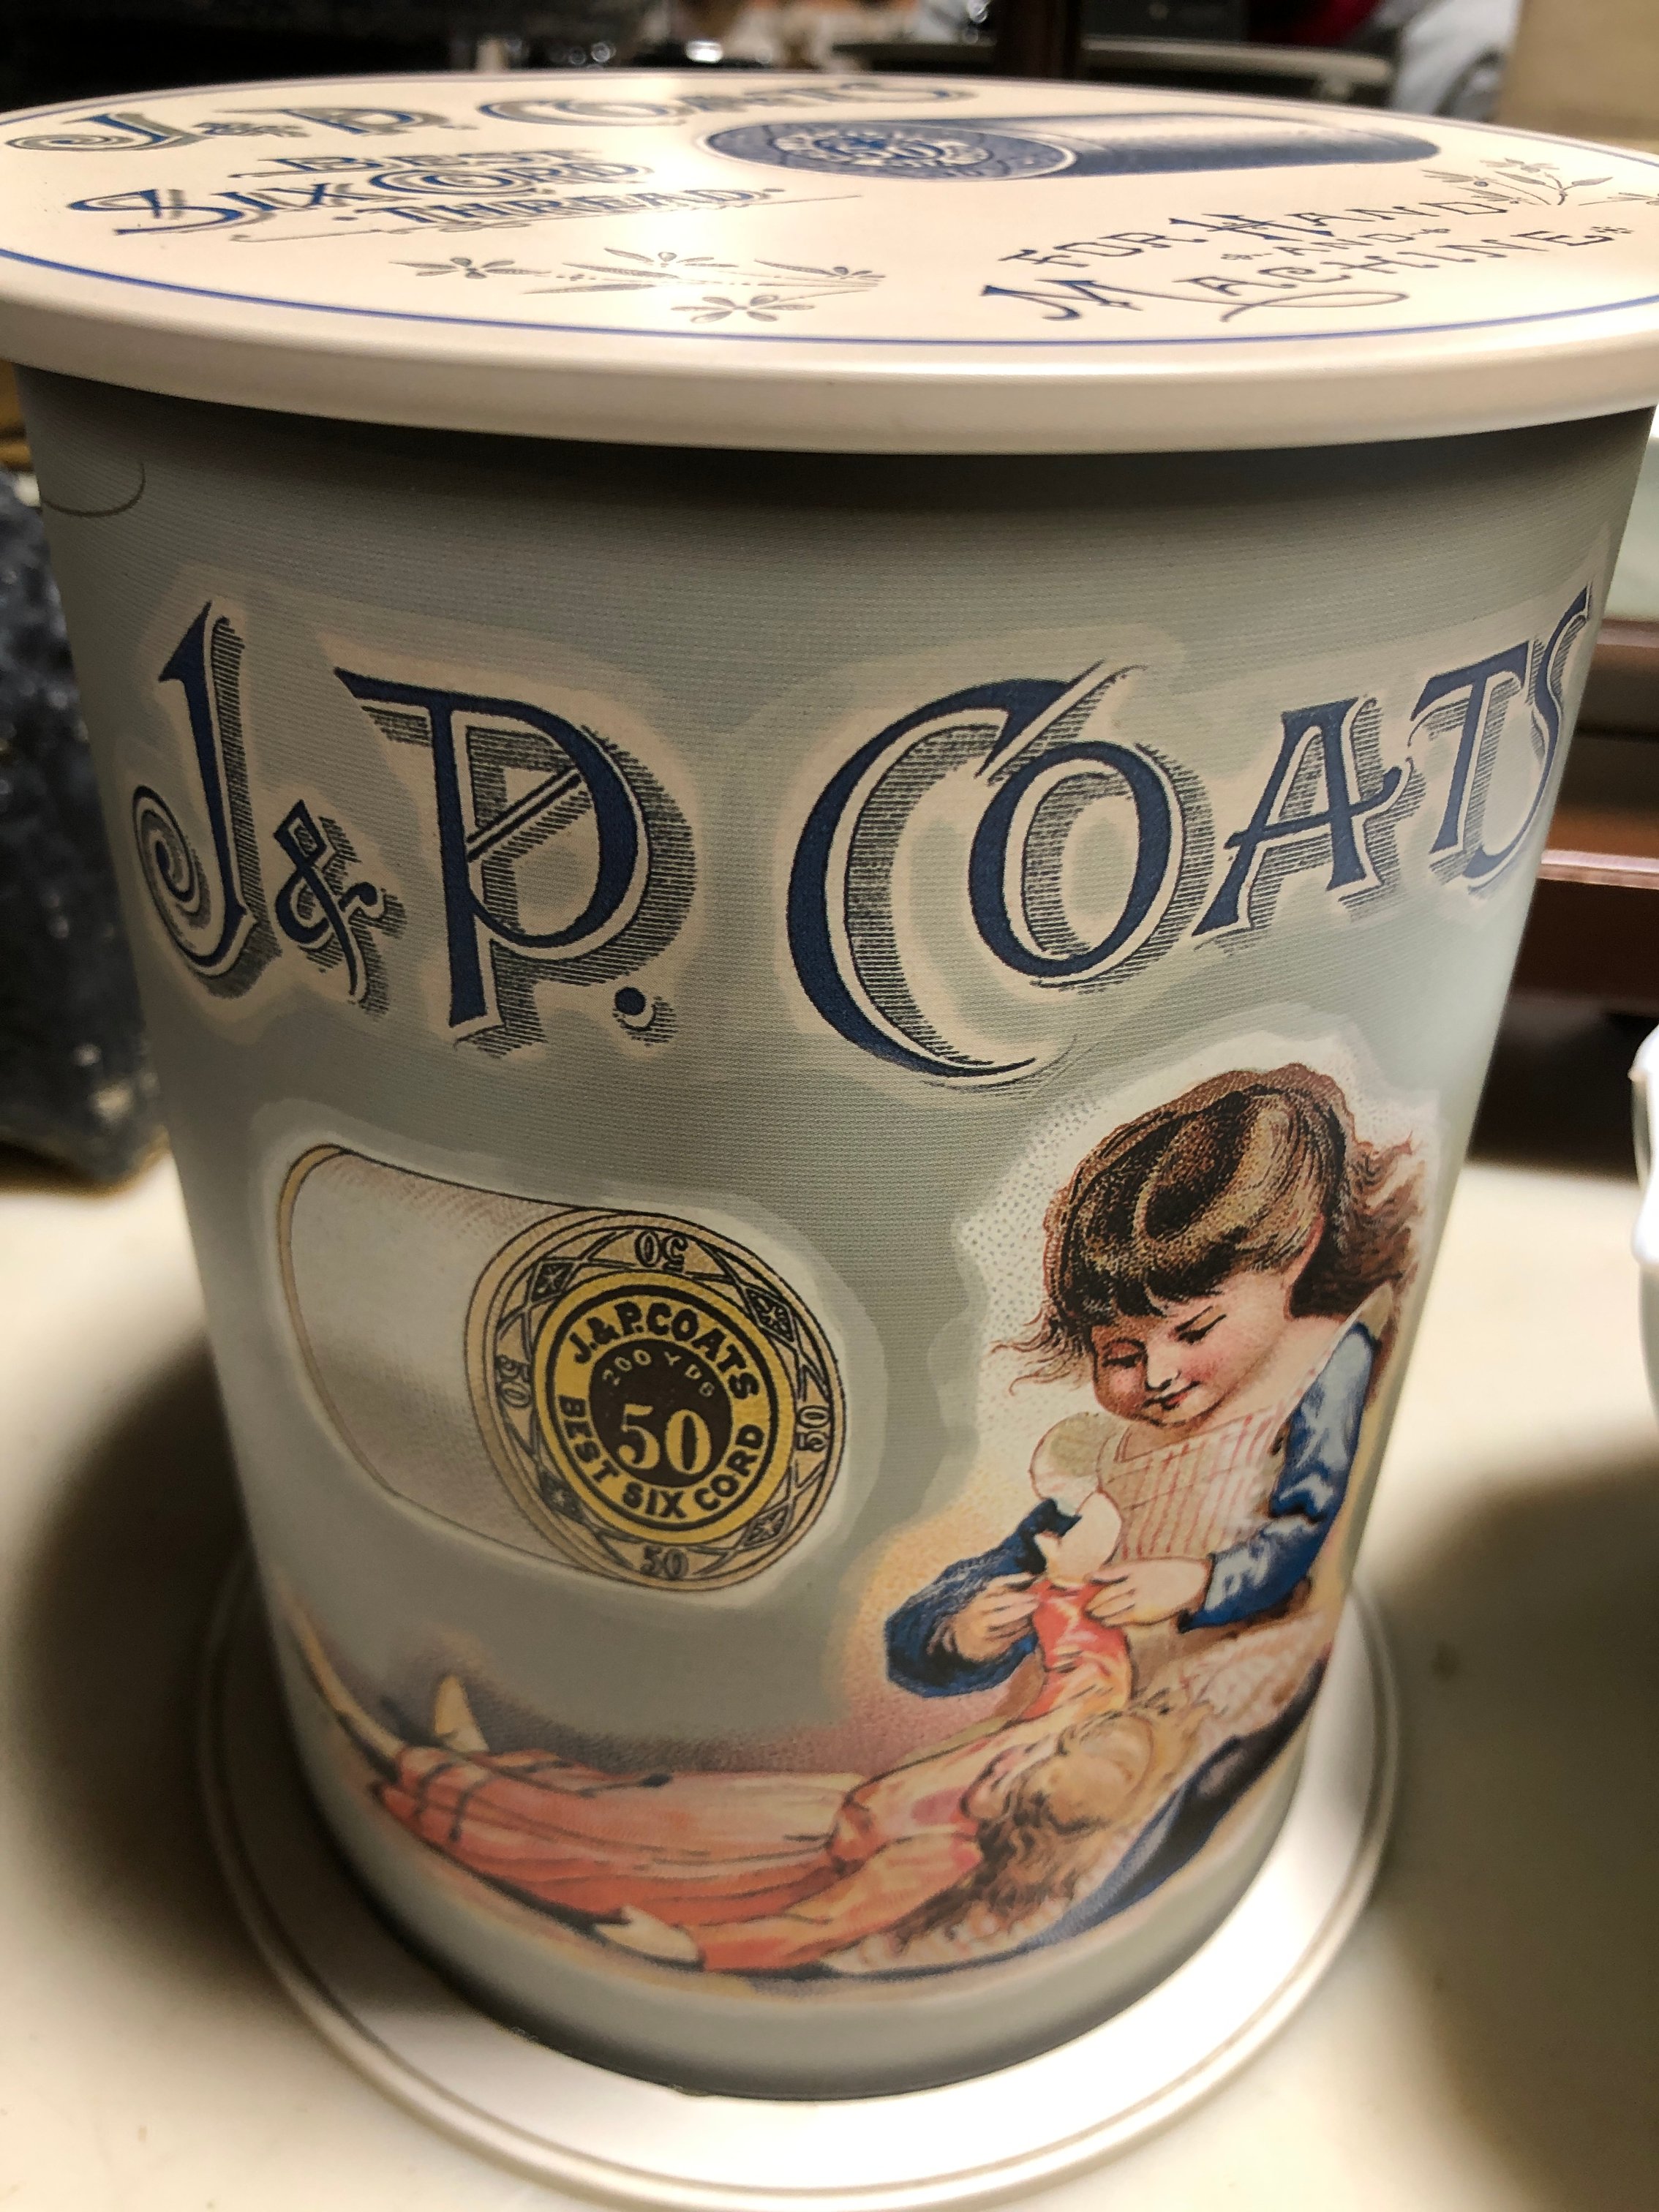 J. & P. COATS
BEST
SIX CORD
THREAD.
FOR HAND
AND
MACHINE
J & P. COATS
50
50
50
50
J. & P. COATS
200 YDS
50
BEST SIX CORD